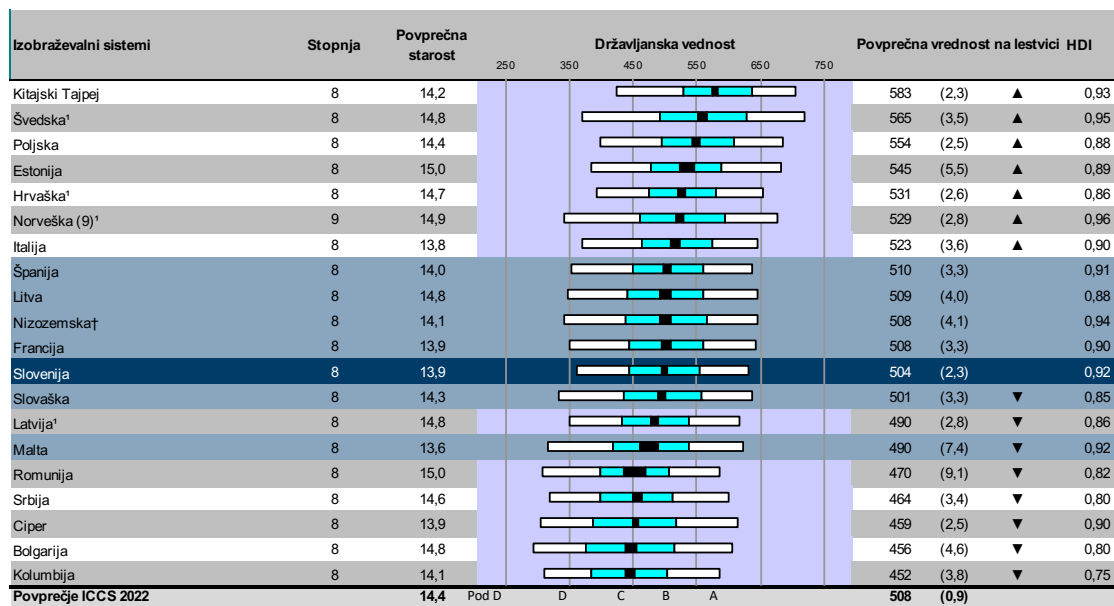 Izobraževalni sistemi Stopnja Povprečna starost Državljanska vednost Povprečna vrednost na lestvici HDI
250 350 450 550 650 750
Kitajski Tajpej 8 14,2 583 (2,3) ▲ 0,93
Švedska¹ 8 14,8 565 (3,5) ▲ 0,95
Poljska 8 14,4 554 (2,5) ▲ 0,88
Estonija 8 15,0 545 (5,5) ▲ 0,89
Hrvaška¹ 8 14,7 531 (2,6) ▲ 0,86
Norveška (9)¹ 9 14,9 529 (2,8) ▲ 0,96
Italija 8 13,8 523 (3,6) ▲ 0,90
Španija 8 14,0 510 (3,3) 0,91
Litva 8 14,8 509 (4,0) 0,88
Nizozemska† 8 14,1 508 (4,1) 0,94
Francija 8 13,9 508 (3,3) 0,90
Slovenija 8 13,9 504 (2,3) 0,92
Slovaška 8 14,3 501 (3,3) ▼ 0,85
Latvija¹ 8 14,8 490 (2,8) ▼ 0,86
Malta 8 13,6 490 (7,4) ▼ 0,92
Romunija 8 15,0 470 (9,1) ▼ 0,82
Srbija 8 14,6 464 (3,4) ▼ 0,80
Ciper 8 13,9 459 (2,5) ▼ 0,90
Bolgarija 8 14,8 456 (4,6) ▼ 0,80
Kolumbija 8 14,1 452 (3,8) ▼ 0,75
Povprečje ICCS 2022 14,4 Pod D D C B A 508 (0,9)